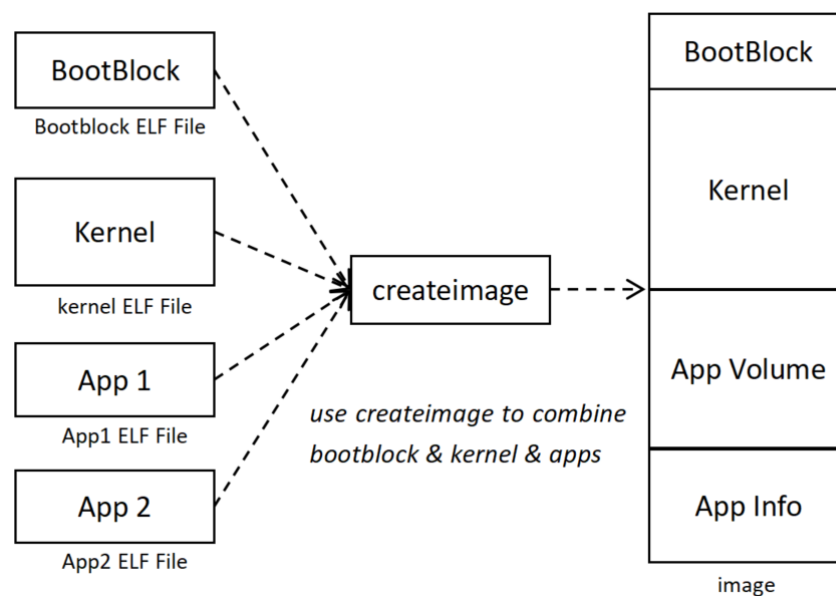 BootBlock
Bootblock ELF File
Kernel
kernel ELF File
App 1
App1 ELF File
App 2
App2 ELF File
createimage
use createimage to combine
bootblock & kernel & apps
BootBlock
Kernel
App Volume
App Info
image